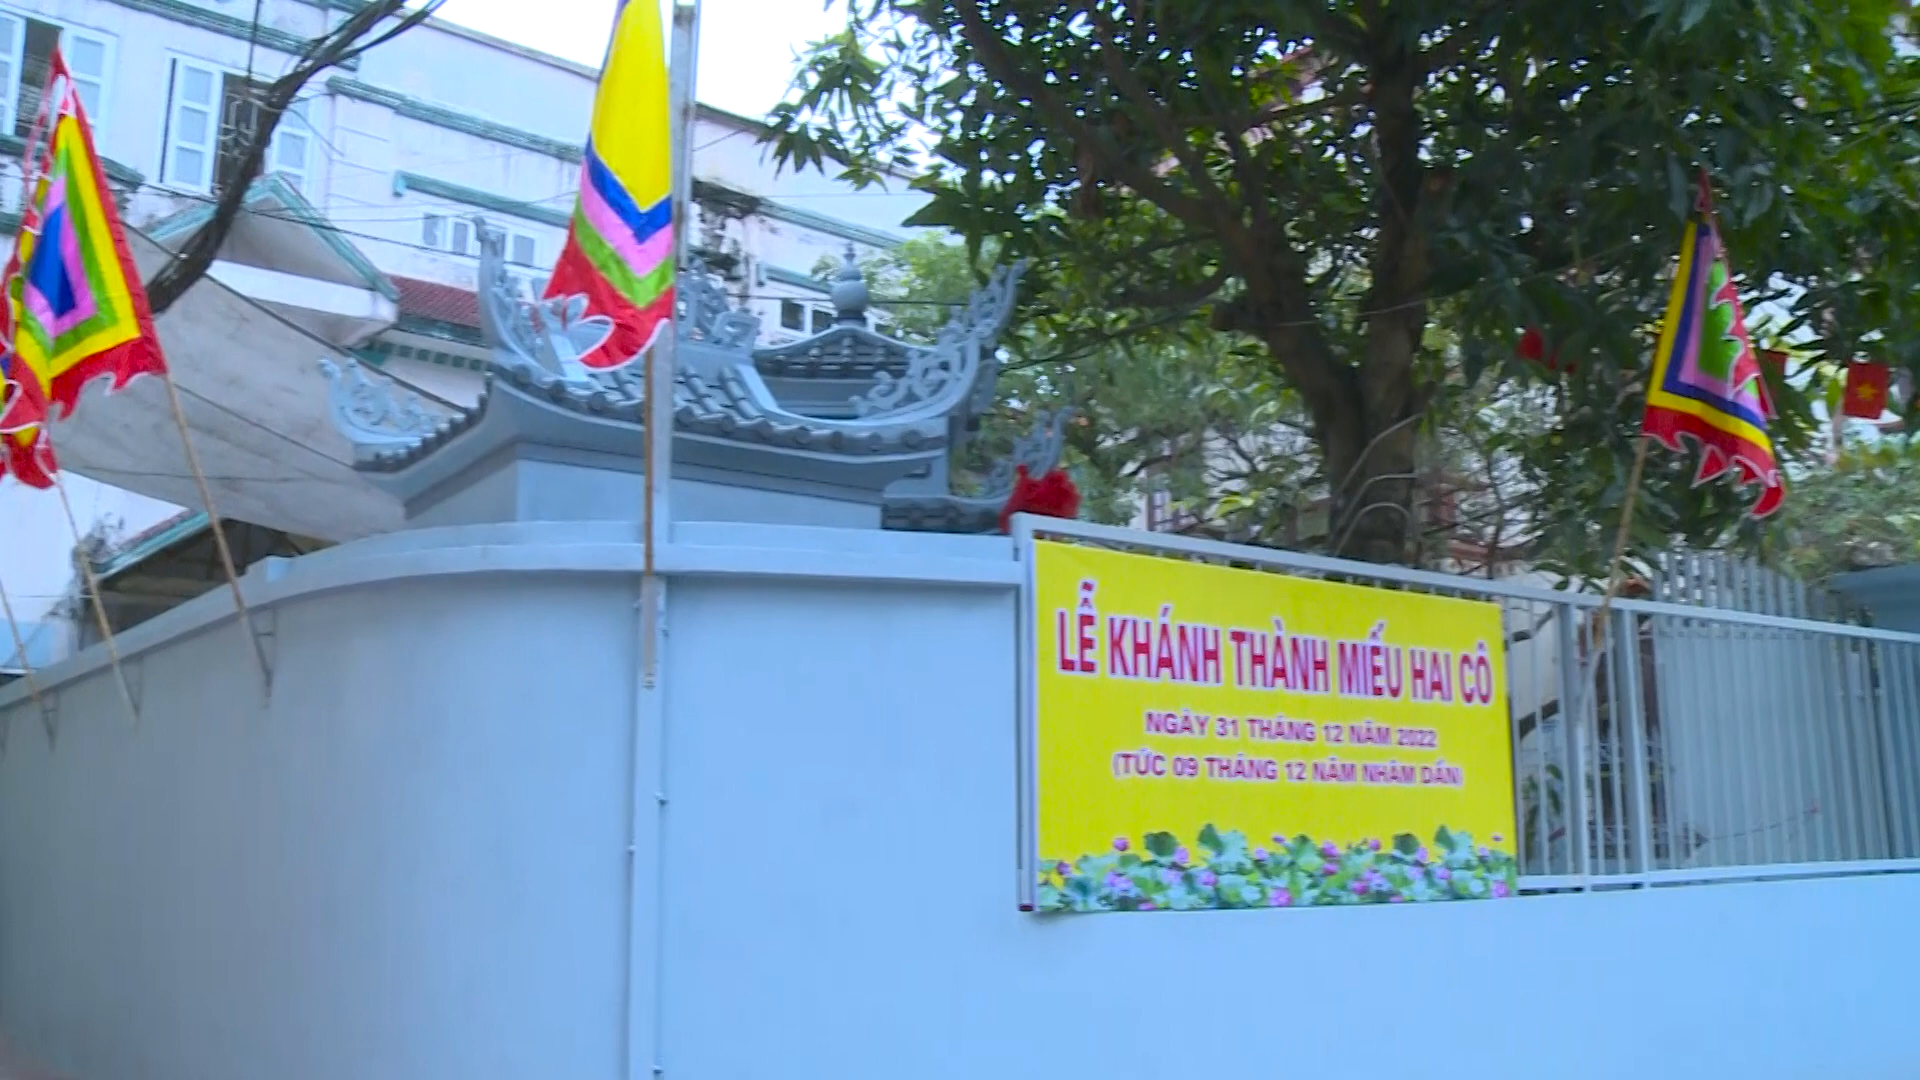 LỄ KHÁNH THÀNH MIẾU HAI CÔ
NGÀY 31 THÁNG 12 NĂM 2022
(TỨC 09 THÁNG 12 NĂM NHÂM DẦN)